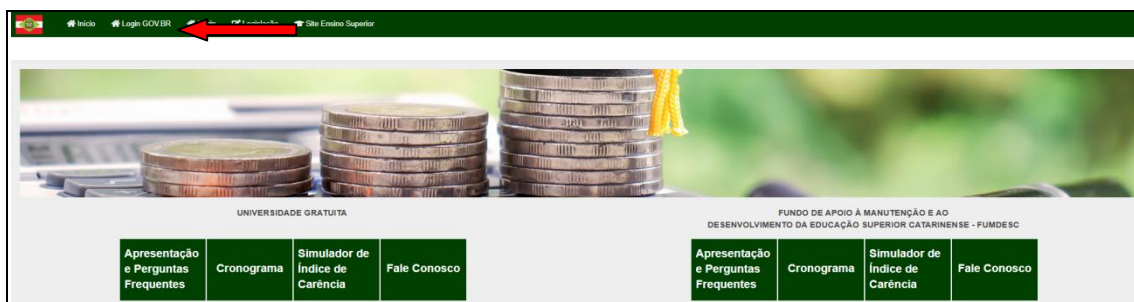 Início Login GOV.BR Legislação Site Ensino Superior
UNIVERSIDADE GRATUITA
FUNDO DE APOIO À MANUTENÇÃO E AO
DESENVOLVIMENTO DA EDUCAÇÃO SUPERIOR CATARINENSE - FUMDESC
Apresentação
e Perguntas
Frequentes
Cronograma
Simulador de
Índice de
Carência
Fale Conosco
Apresentação
e Perguntas
Frequentes
Cronograma
Simulador de
Índice de
Carência
Fale Conosco